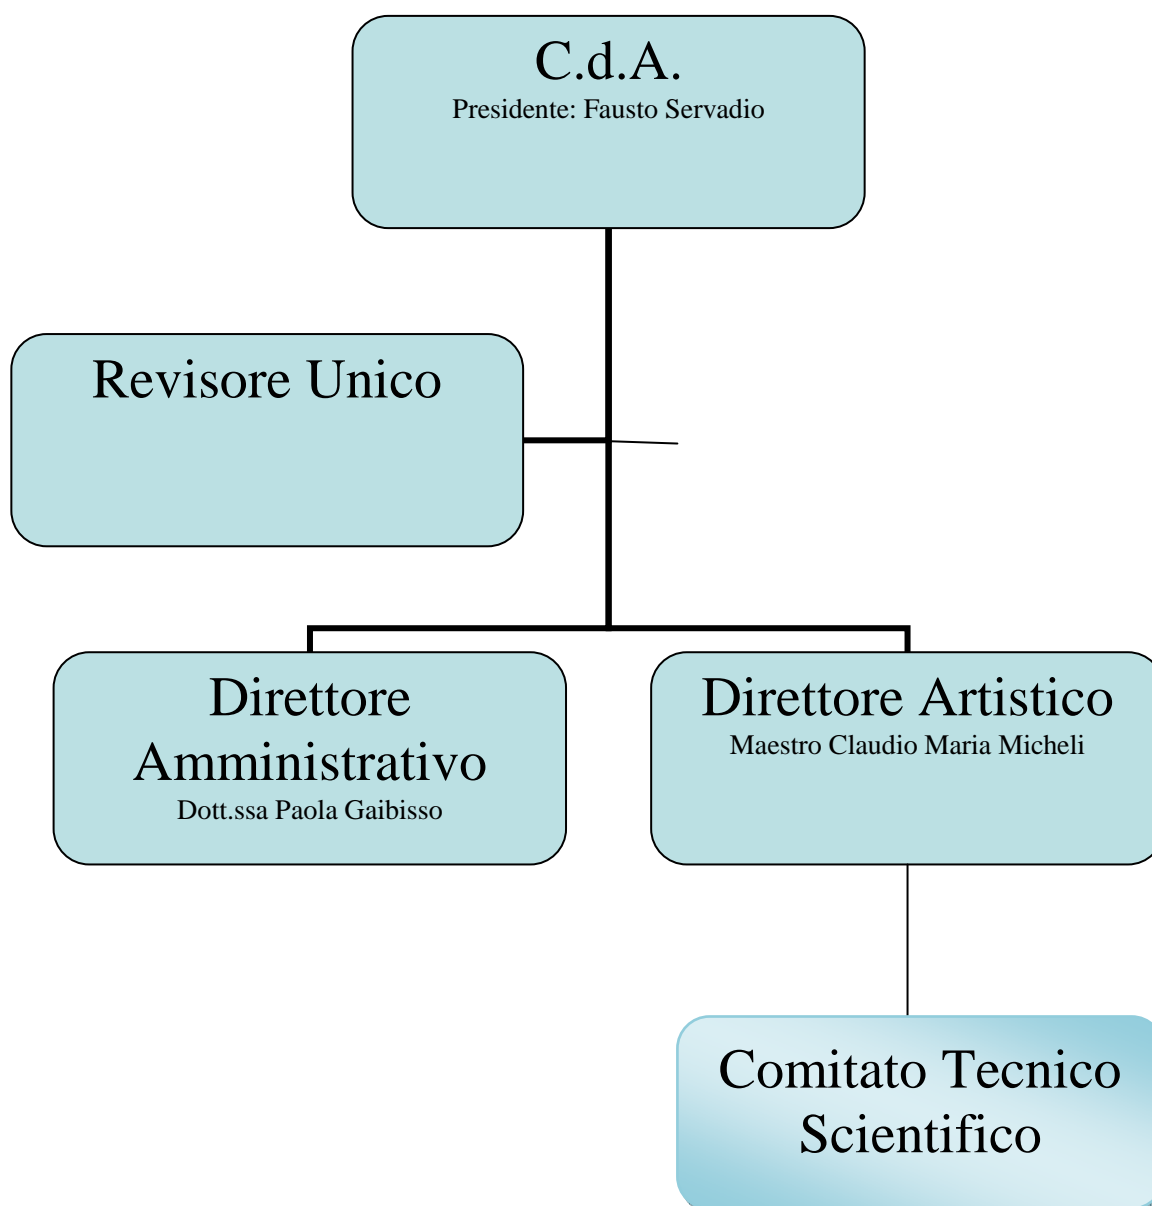 C.d.A.
Presidente: Fausto Servadio
Revisore Unico
Direttore
Amministrativo
Dott.ssa Paola Gaibisso
Direttore Artistico
Maestro Claudio Maria Micheli
Comitato Tecnico
Scientifico